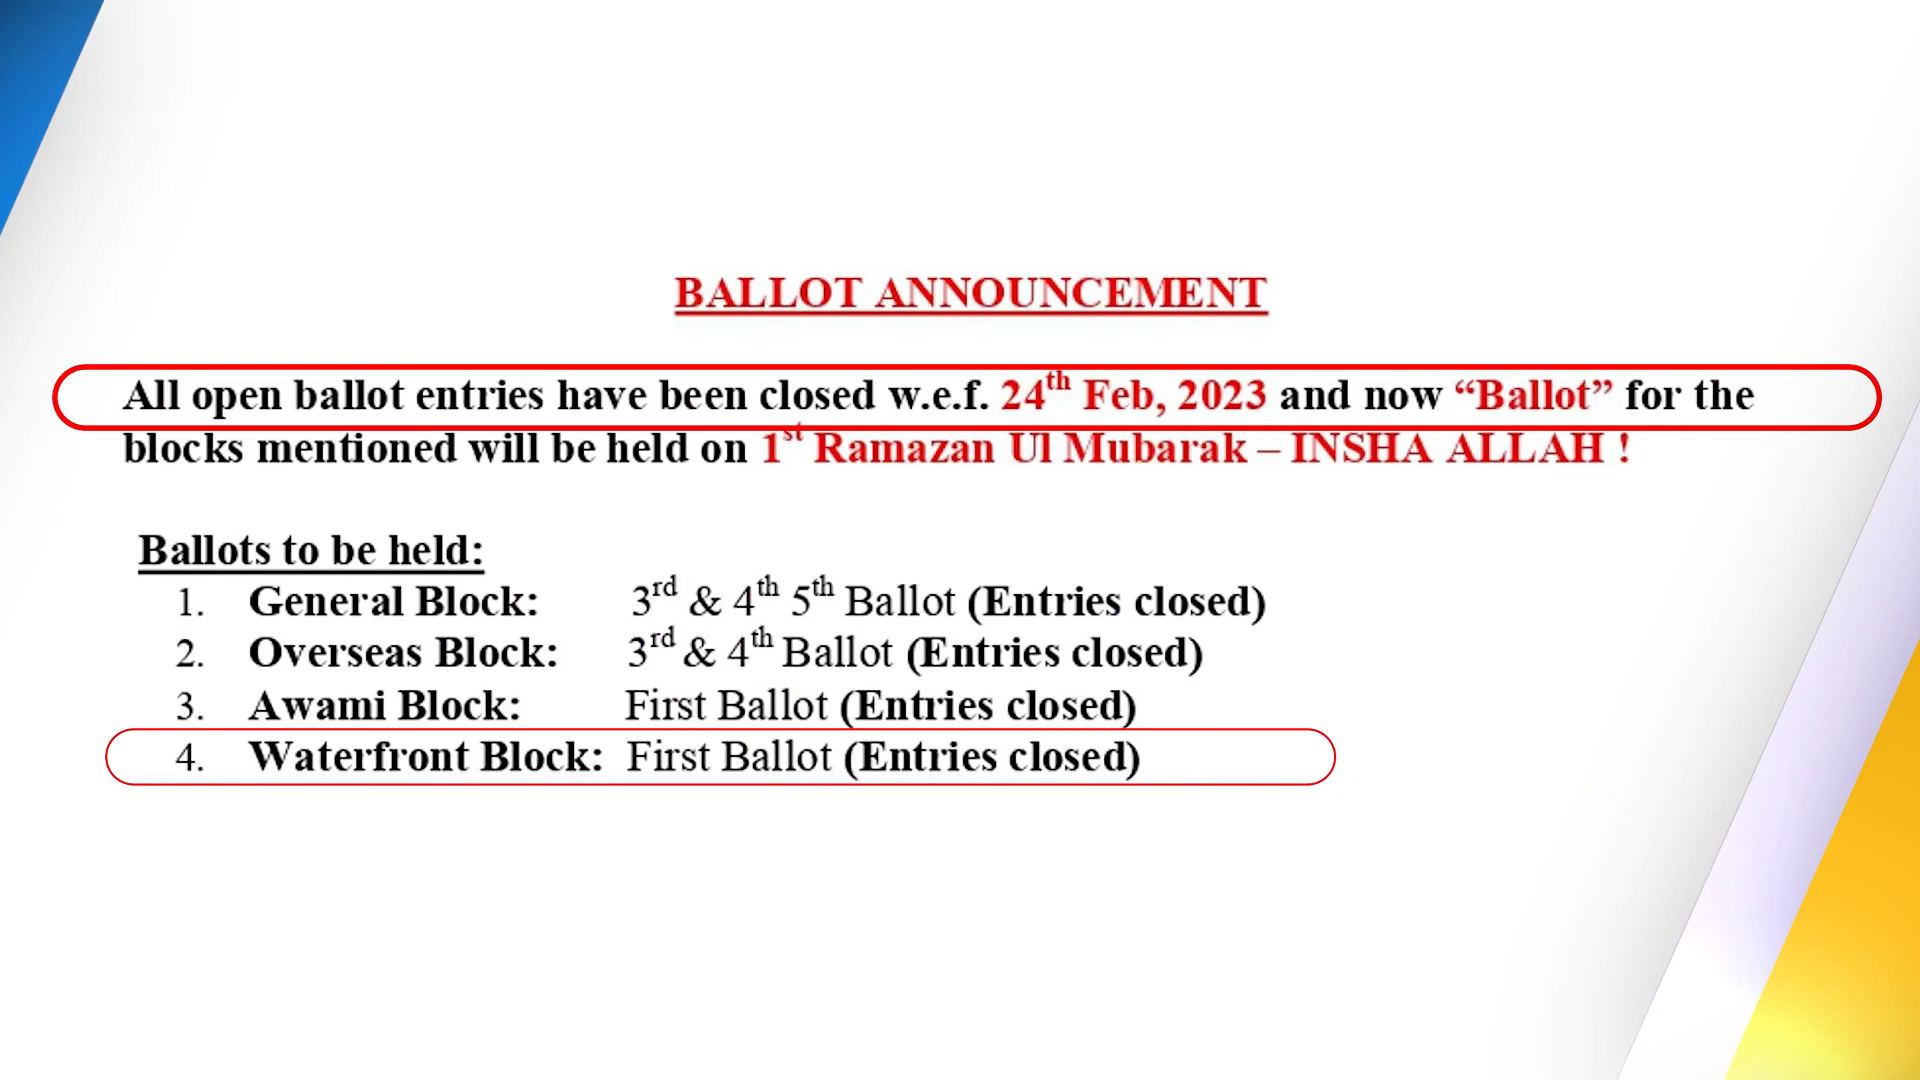 BALLOT ANNOUNCEMENT
All open ballot entries have been closed w.e.f. 24th Feb, 2023 and now “Ballot” for the
blocks mentioned will be held on 1st Ramazan Ul Mubarak – INSHA ALLAH !
Ballots to be held:
1. General Block: 3rd & 4th 5th Ballot (Entries closed)
2. Overseas Block: 3rd & 4th Ballot (Entries closed)
3. Awami Block: First Ballot (Entries closed)
4. Waterfront Block: First Ballot (Entries closed)